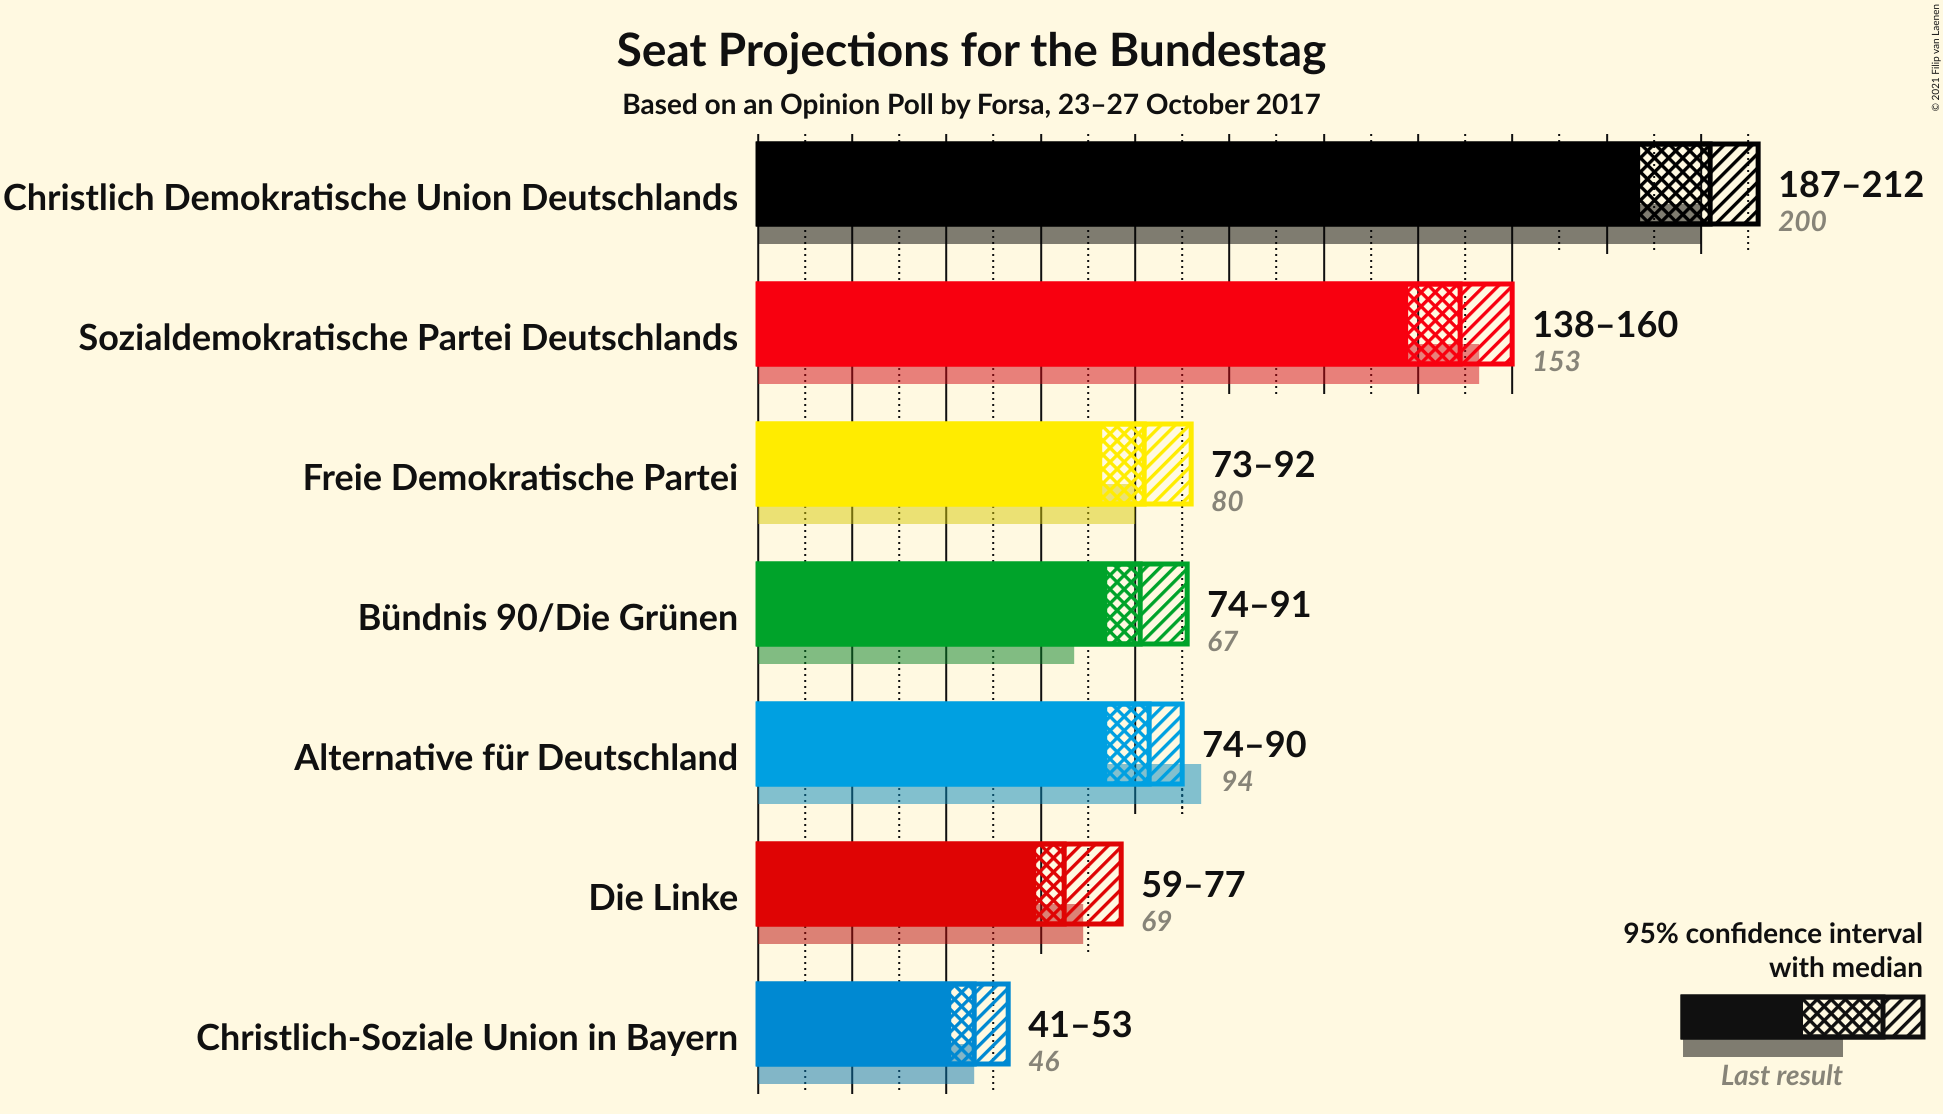 Seat Projections for the Bundestag
Based on an Opinion Poll by Forsa, 23–27 October 2017
© 2021 Filip van Laenen
Christlich Demokratische Union Deutschlands
187–212
200
Sozialdemokratische Partei Deutschlands
138–160
153
Freie Demokratische Partei
73–92
80
Bündnis 90/Die Grünen
74–91
67
Alternative für Deutschland
74–90
94
Die Linke
59–77
69
Christlich-Soziale Union in Bayern
41–53
46
95% confidence interval
with median
Last result